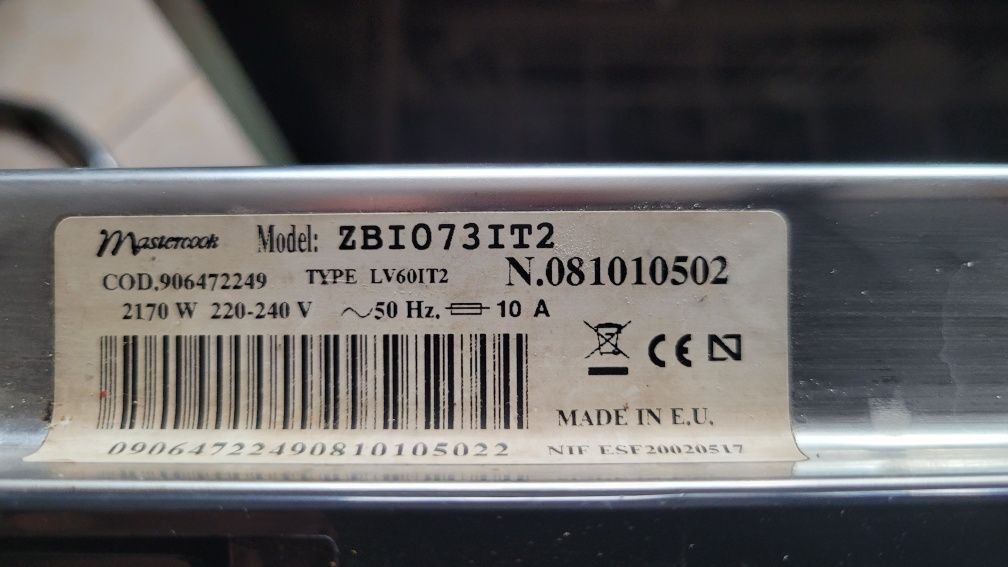 Mastercook Model: ZBI073IT2
COD.906472249 TYPE LV60IT2 N.081010502
2170 W 220-240 V ~50 Hz. 10 A
CE N
MADE IN E.U.
09064722490810105022 NIF ESF20020517